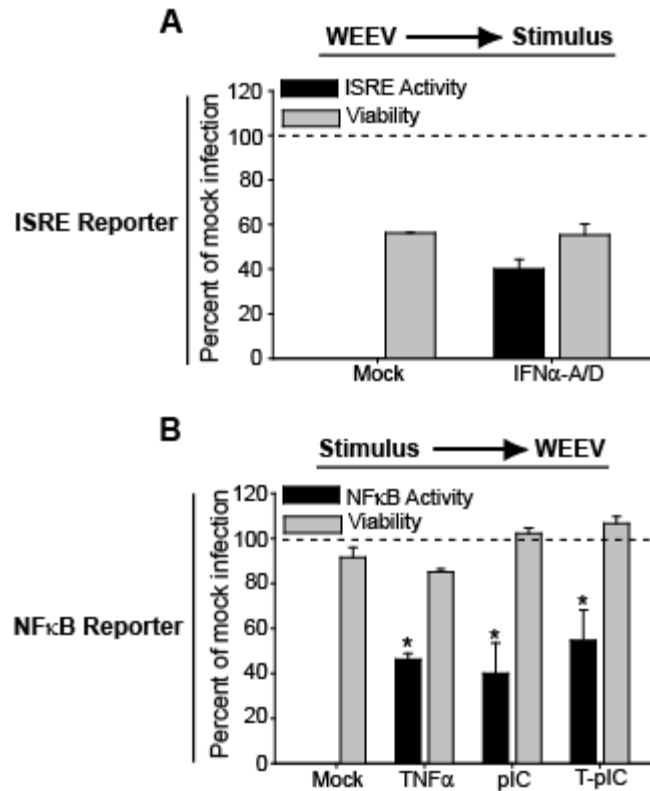 A
WEEV Stimulus
ISRE Reporter
Percent of mock infection
120
100
80
60
40
20
0
ISRE Activity
Viability
Mock IFNα-A/D
B
Stimulus WEEV
NFκB Reporter
Percent of mock infection
120
100
80
60
40
20
0
NFκB Activity
Viability
* * *
Mock TNFα pIC T-pIC